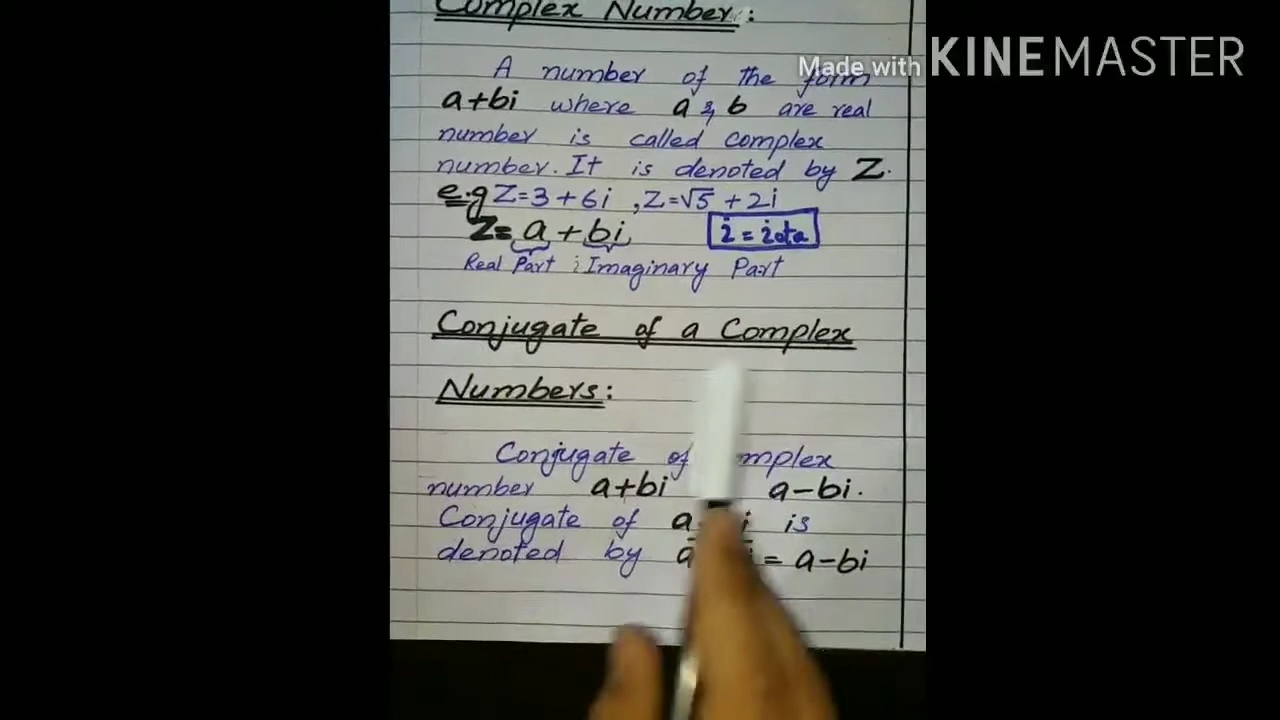 Complex Number:
Made with KINEMASTER
A number of the form
a+bi where a & b are real
number is called complex
number. It is denoted by Z.
e.g Z=3+6i , Z=√5 + 2i
Z= a + bi
i = iota
Real Part ; Imaginary Part
Conjugate of a Complex
Numbers:
Conjugate of
number a+bi a-bi.
Conjugate of a i is
denoted by a = a-bi